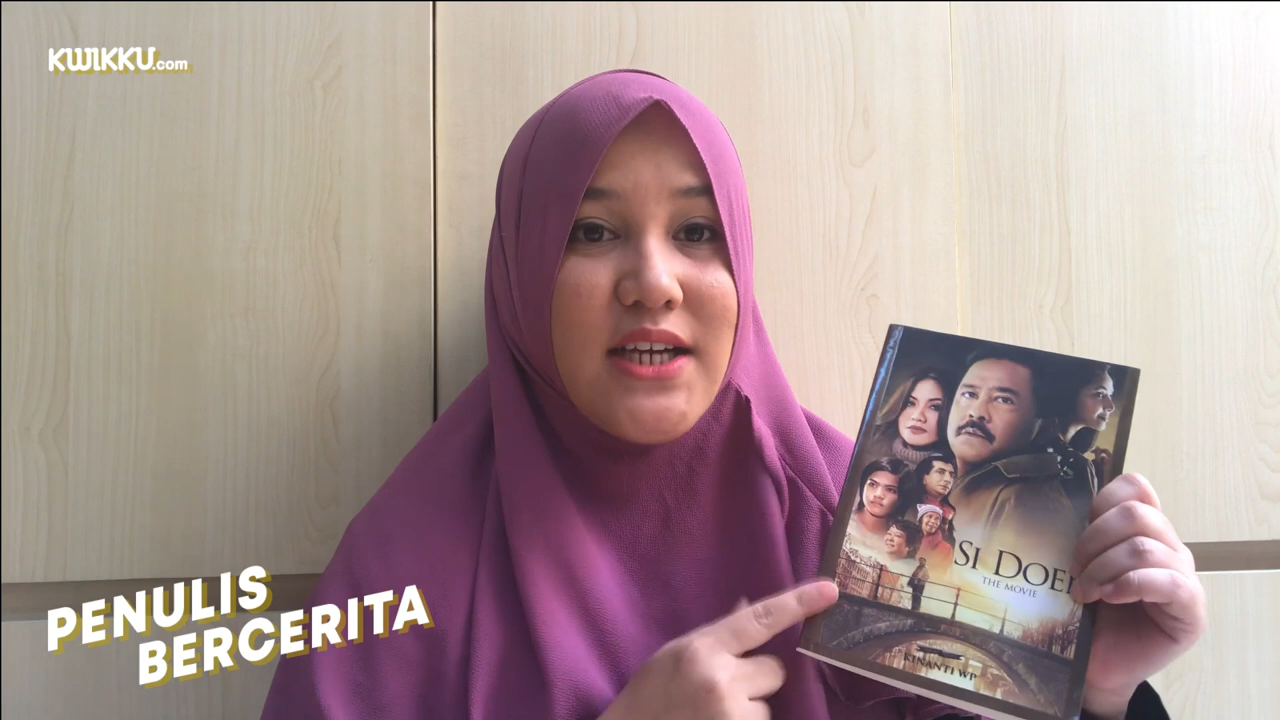 KWIKKU.com
PENULIS
BERCERITA
SI DOEL
THE MOVIE
KINANTI WP